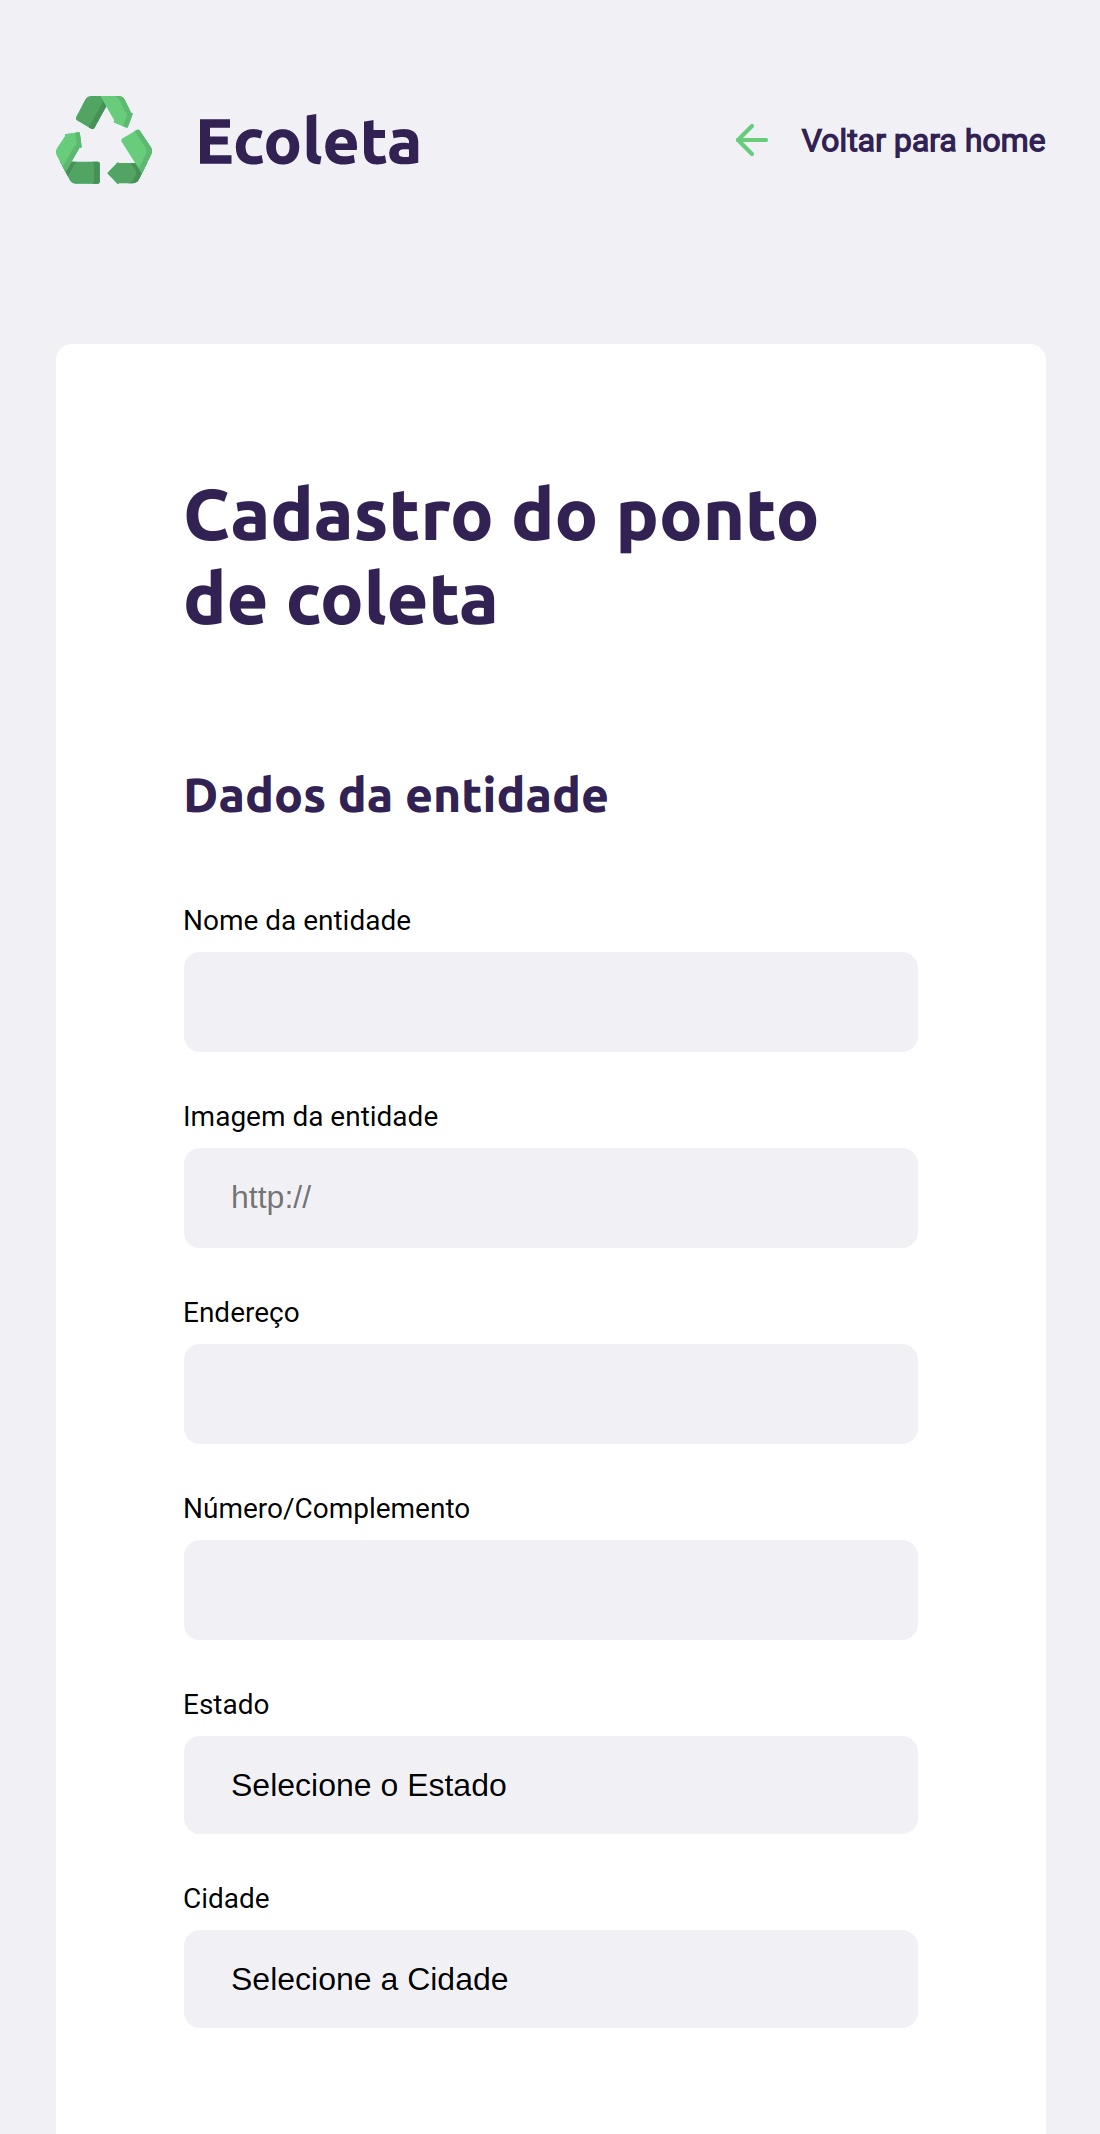 Ecoleta
Voltar para home
Cadastro do ponto
de coleta
Dados da entidade
Nome da entidade
Imagem da entidade
http://
Endereço
Número/Complemento
Estado
Selecione o Estado
Cidade
Selecione a Cidade